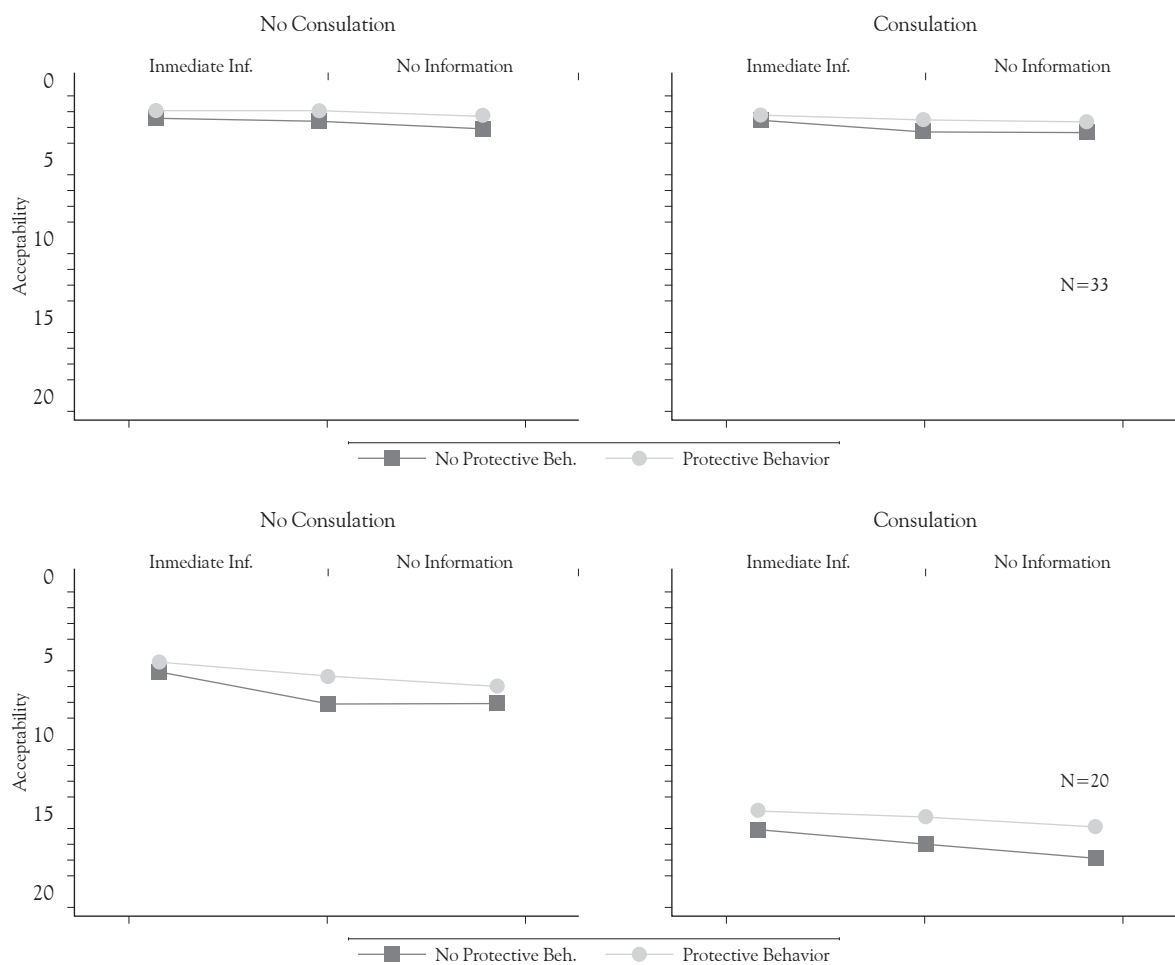 No Consulation
Consulation
0
Inmediate Inf.
No Information
Inmediate Inf.
No Information
5
10
Acceptability
N=33
15
20
No Protective Beh.
Protective Behavior
No Consulation
Consulation
0
Inmediate Inf.
No Information
Inmediate Inf.
No Information
5
10
Acceptability
N=20
15
20
No Protective Beh.
Protective Behavior